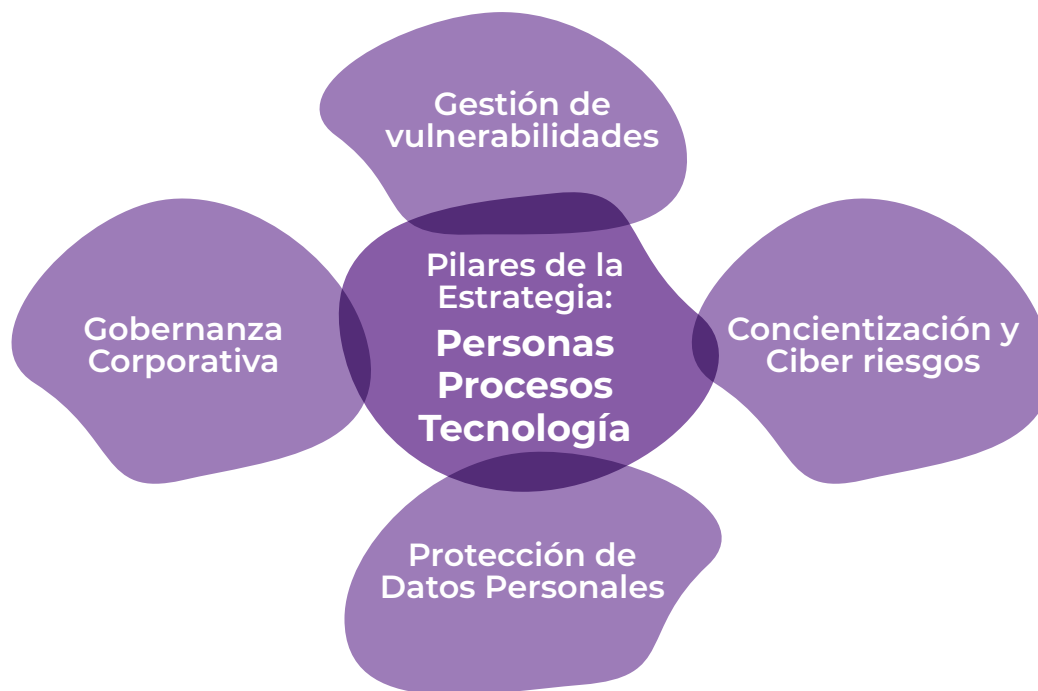 Gestión de
vulnerabilidades
Gobernanza
Corporativa
Pilares de la
Estrategia:
Personas
Procesos
Tecnología
Concientización y
Ciber riesgos
Protección de
Datos Personales